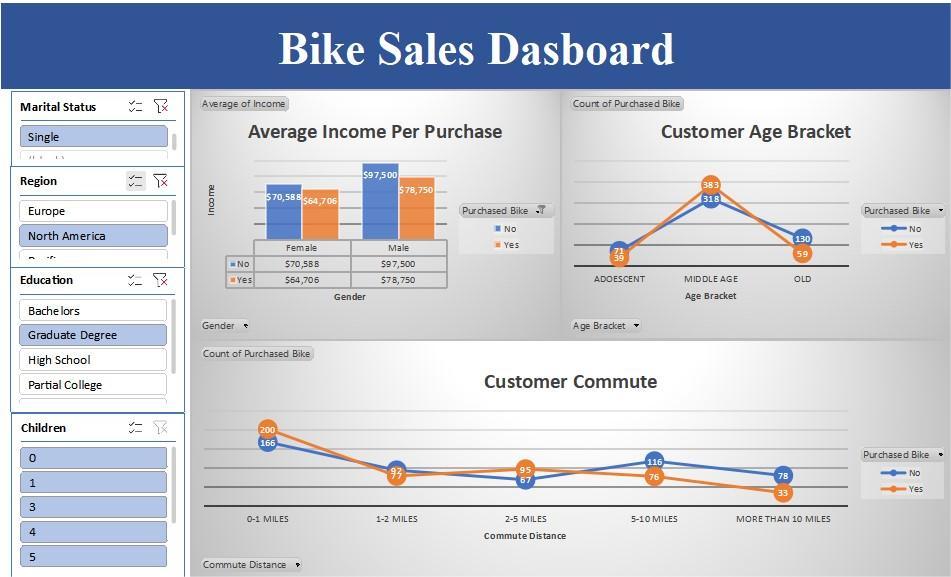 Bike Sales Dasboard
Marital Status
Single
Region
Europe
North America
Education
Bachelors
Graduate Degree
High School
Partial College
Children
0
1
3
4
5
Average of Income
Average Income Per Purchase
Income
$70,588 $64,706 $97,500 $78,750
Female Male
No $70,588 $97,500
Yes $64,706 $78,750
Gender
Purchased Bike
No
Yes
Gender
Count of Purchased Bike
Customer Age Bracket
71 39 383 318 130 59
ADOESCENT MIDDLE AGE OLD
Age Bracket
Purchased Bike
No
Yes
Age Bracket
Count of Purchased Bike
Customer Commute
200 166 92 77 95 67 116 76 78 33
0-1 MILES 1-2 MILES 2-5 MILES 5-10 MILES MORE THAN 10 MILES
Commute Distance
Purchased Bike
No
Yes
Commute Distance